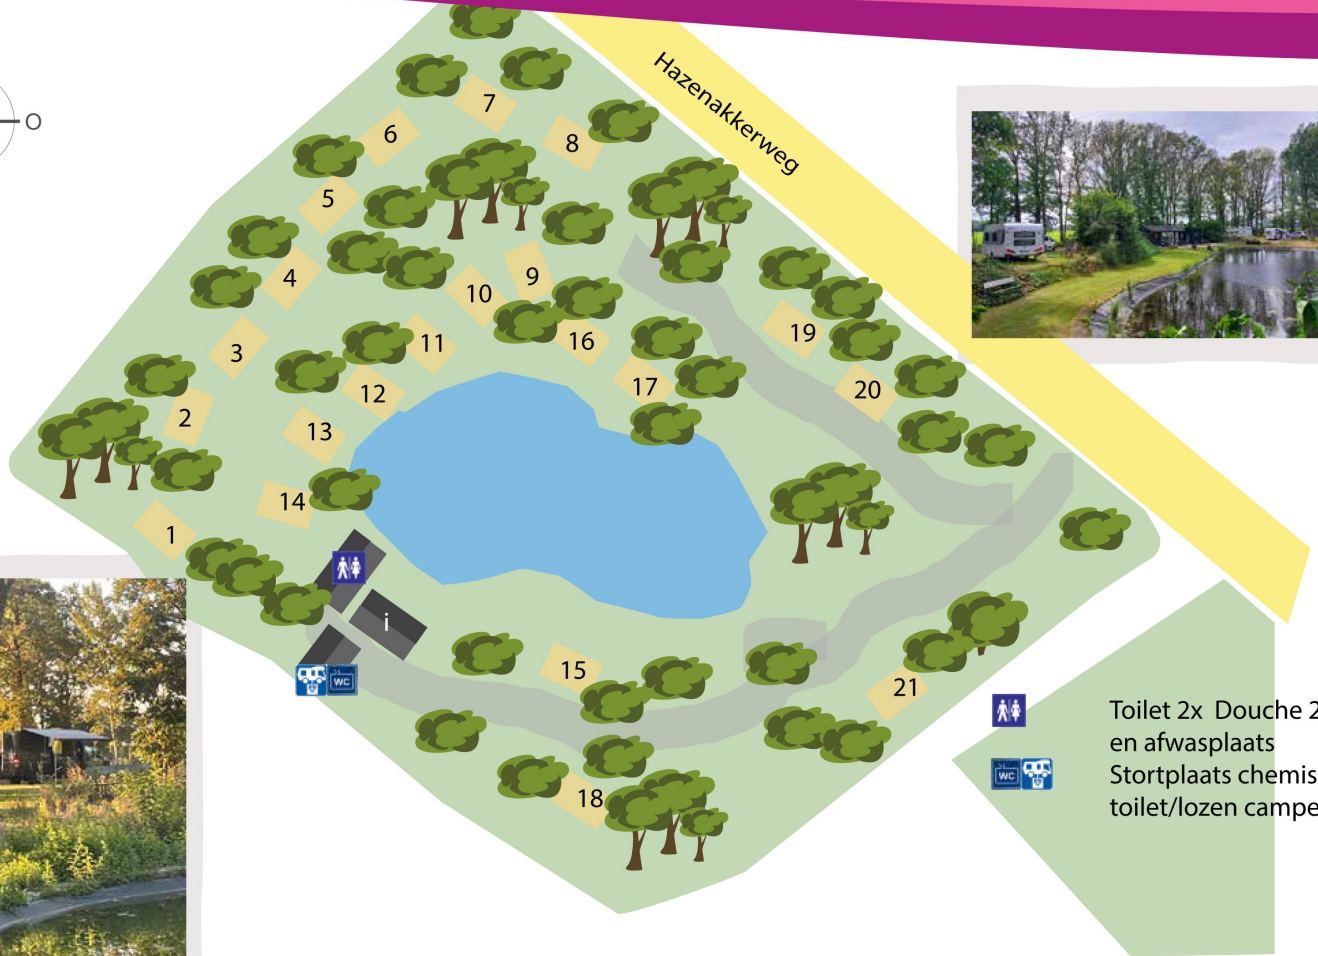 Hazenakkerweg
O
7
6
8
5
4
9
10
3
11
16
19
12
17
20
2
13
14
1
i
15
21
18
WC
WC
Toilet 2x Douche 2
en afwasplaats
Stortplaats chemis
toilet/lozen campe